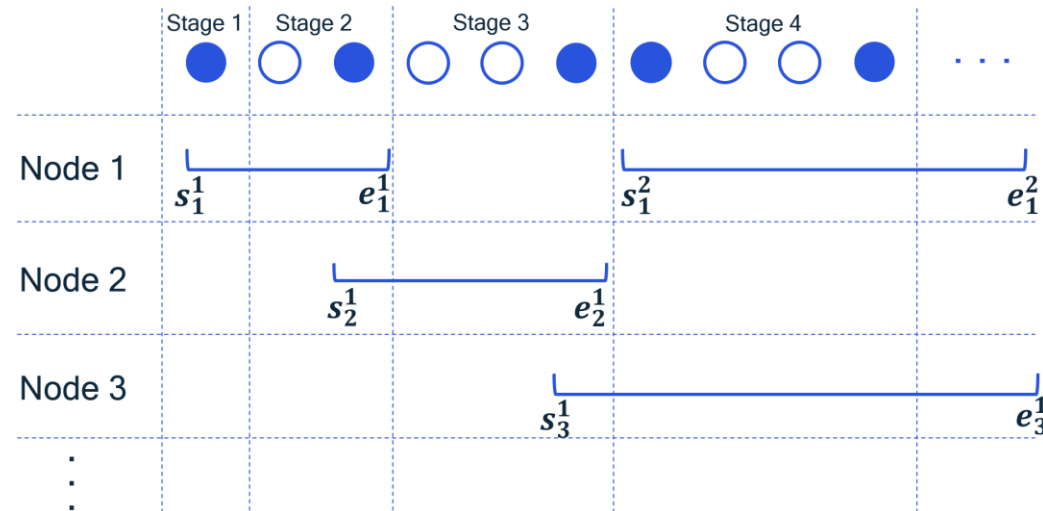 Stage 1 Stage 2 Stage 3 Stage 4
. . .
Node 1
s₁¹ e₁¹ s₁² e₁²
Node 2
s₂¹ e₂¹
Node 3
s₃¹ e₃¹
.
.
.